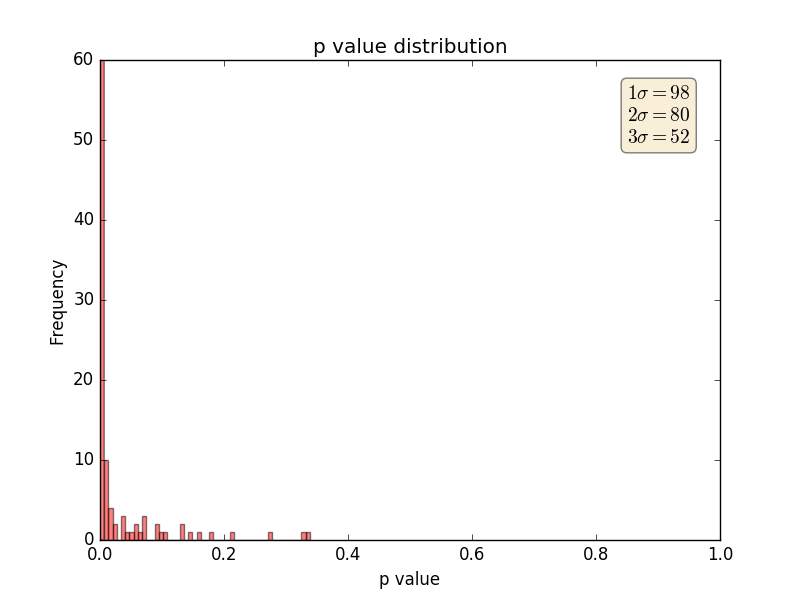 p value distribution
1σ = 98
2σ = 80
3σ = 52
Frequency
60
50
40
30
20
10
0
0.0 0.2 0.4 0.6 0.8 1.0
p value